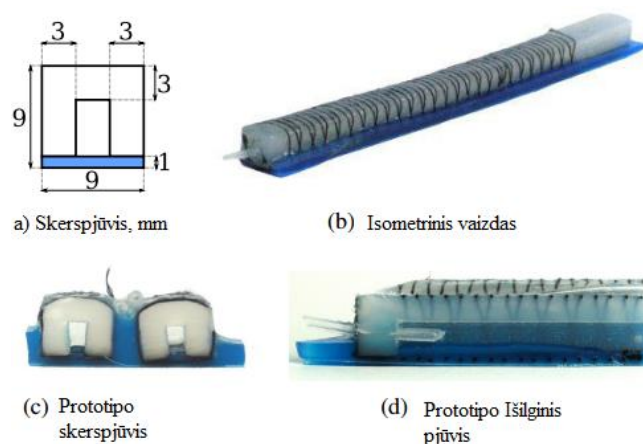 3
3
3
9
1
9
a) Skerspjūvis, mm
(b) Isometrinis vaizdas
(c) Prototipo
skerspjūvis
(d) Prototipo Išilginis
pjūvis